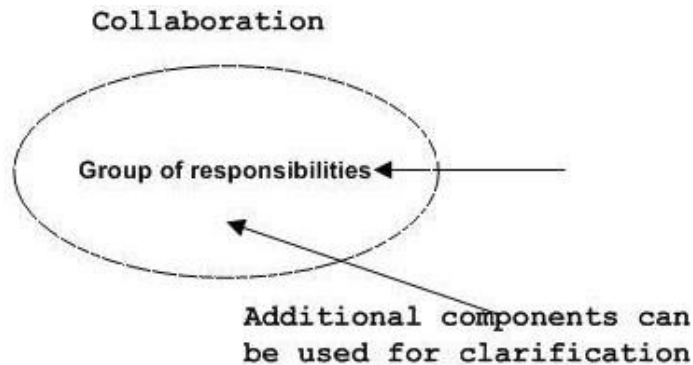 Collaboration
Group of responsibilities
Additional components can
be used for clarification